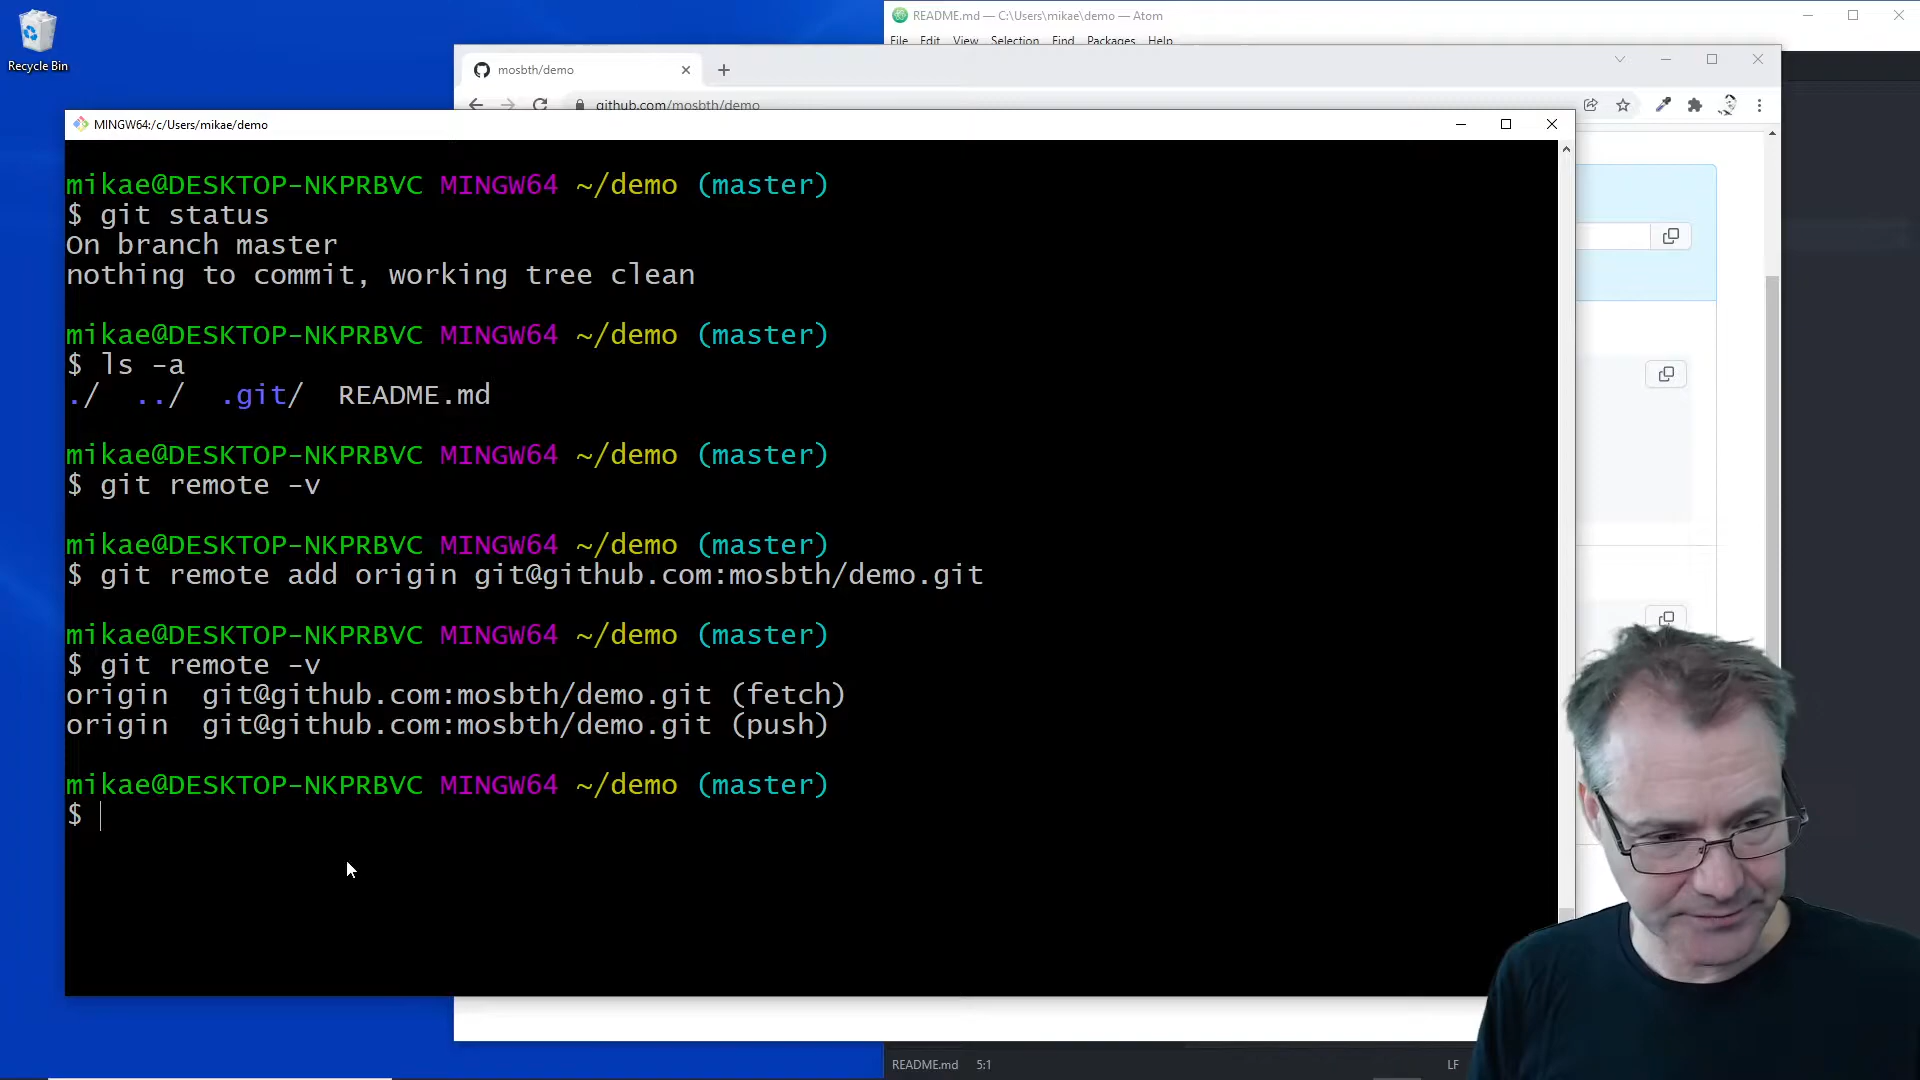 Recycle Bin
README.md — C:\Users\mikae\demo — Atom
File Edit View Selection Find Packages Help
mosbth/demo
github.com/mosbth/demo
MINGW64:/c/Users/mikae/demo
mikae@DESKTOP-NKPRBVC MINGW64 ~/demo (master)
$ git status
On branch master
nothing to commit, working tree clean
mikae@DESKTOP-NKPRBVC MINGW64 ~/demo (master)
$ ls -a
./ ../ .git/ README.md
mikae@DESKTOP-NKPRBVC MINGW64 ~/demo (master)
$ git remote -v
mikae@DESKTOP-NKPRBVC MINGW64 ~/demo (master)
$ git remote add origin git@github.com:mosbth/demo.git
mikae@DESKTOP-NKPRBVC MINGW64 ~/demo (master)
$ git remote -v
origin git@github.com:mosbth/demo.git (fetch)
origin git@github.com:mosbth/demo.git (push)
mikae@DESKTOP-NKPRBVC MINGW64 ~/demo (master)
$
README.md 5:1 LF